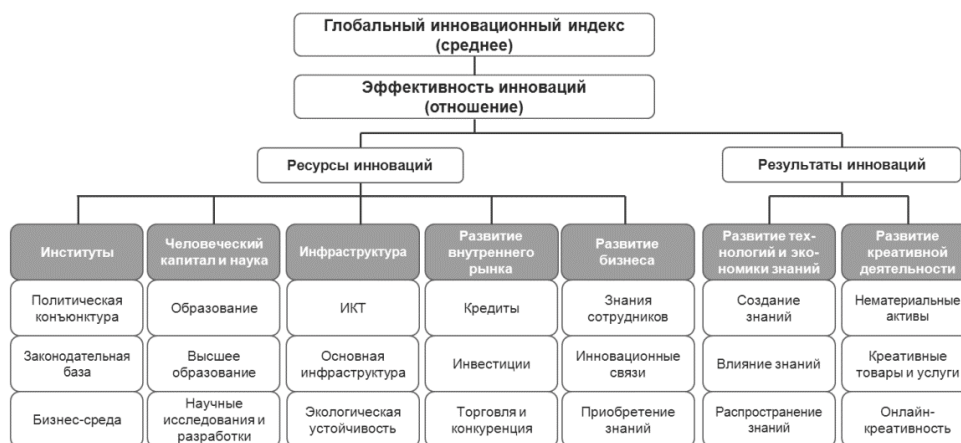 Глобальный инновационный индекс
(среднее)
Эффективность инноваций
(отношение)
Ресурсы инноваций
Результаты инноваций
Институты
Человеческий
капитал и наука
Инфраструктура
Развитие
внутреннего
рынка
Развитие
бизнеса
Развитие тех-
нологий и эко-
номики знаний
Развитие
креативной
деятельности
Политическая
конъюнктура
Образование
ИКТ
Кредиты
Знания
сотрудников
Создание
знаний
Нематериальные
активы
Законодательная
база
Высшее
образование
Основная
инфраструктура
Инвестиции
Инновационные
связи
Влияние знаний
Креативные
товары и услуги
Бизнес-среда
Научные
исследования и
разработки
Экологическая
устойчивость
Торговля и
конкуренция
Приобретение
знаний
Распространение
знаний
Онлайн-
креативность